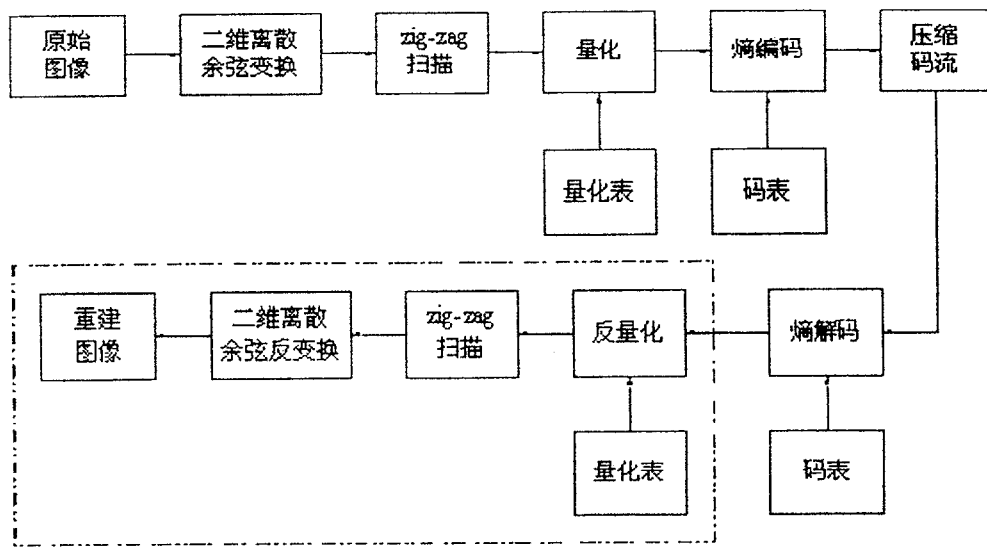 原始
图像
二维离散
余弦变换
zig-zag
扫描
量化
熵编码
压缩
码流
量化表
码表
重建
图像
二维离散
余弦反变换
zig-zag
扫描
反量化
熵解码
量化表
码表